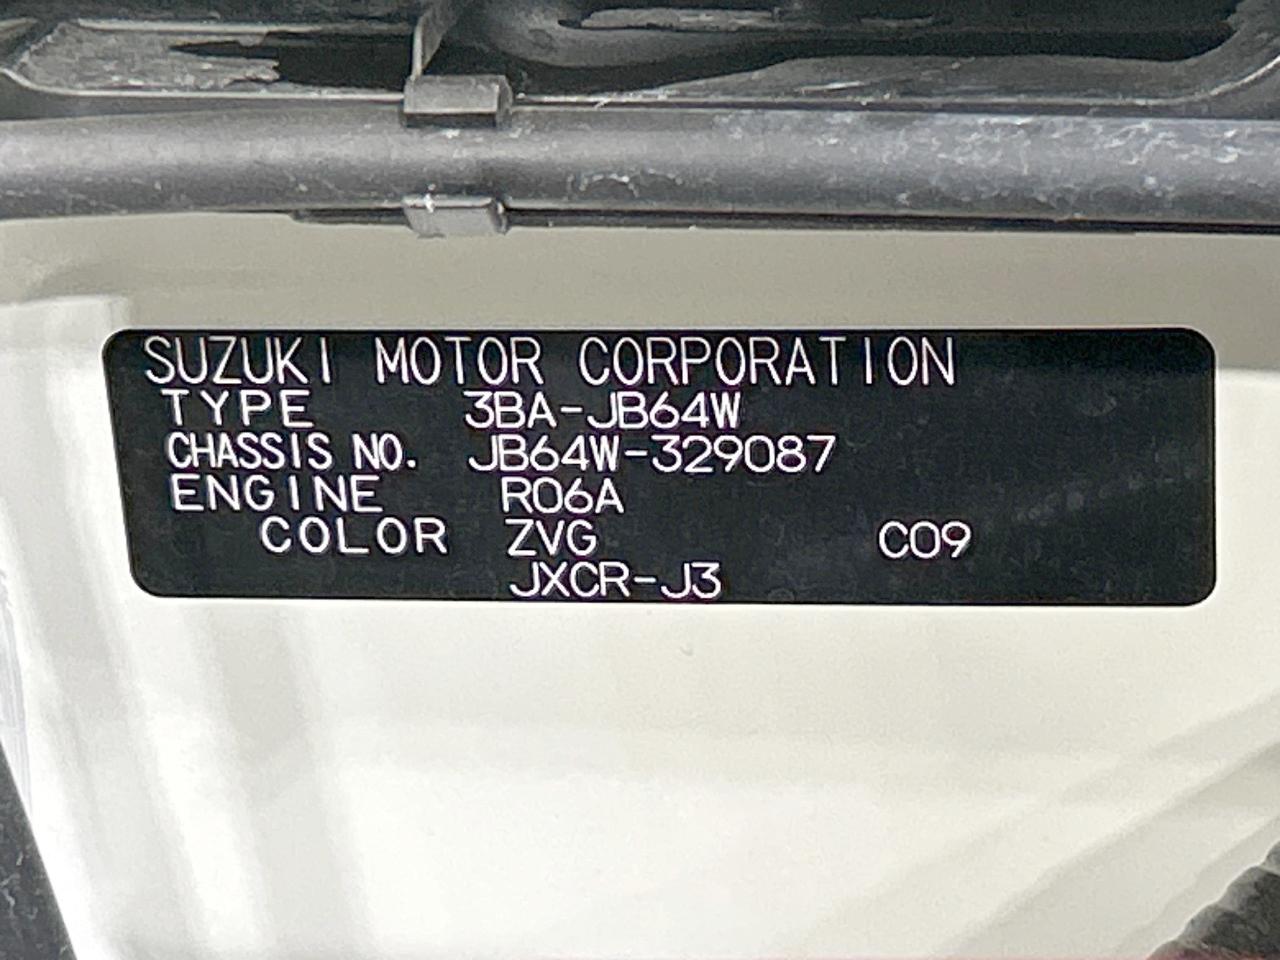 SUZUKI MOTOR CORPORATION
TYPE 3BA-JB64W
CHASSIS NO. JB64W-329087
ENGINE R06A
COLOR ZVG C09
JXCR-J3